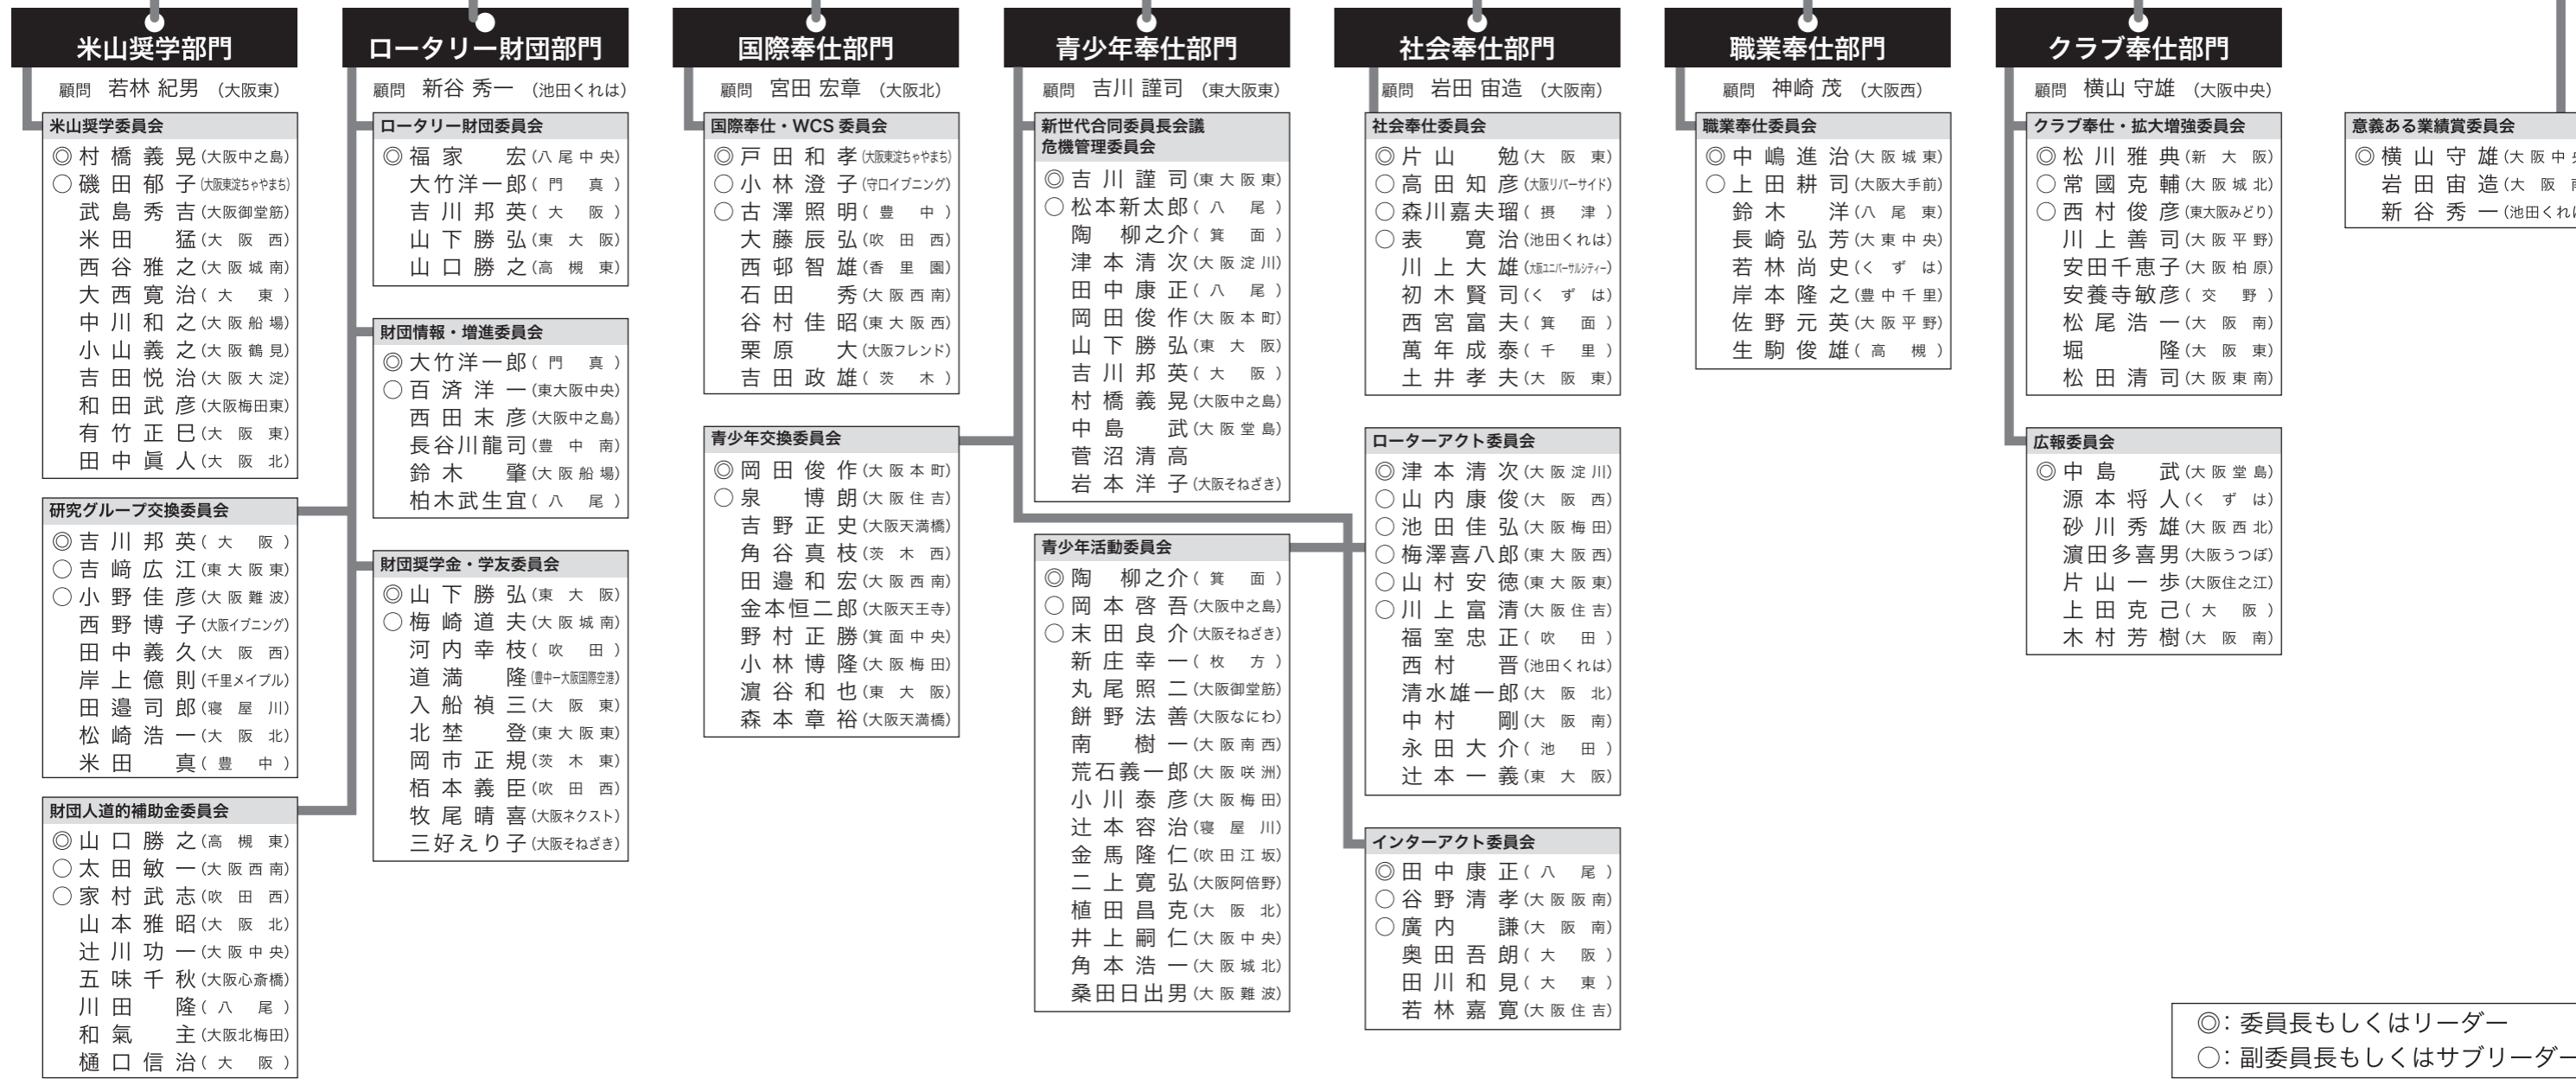 米山奨学部門
顧問 若林 紀男 (大阪東)
米山奨学委員会
◎村橋義晃(大阪中之島)
○磯田郁子(大阪東淀ちゃやまち)
武島秀吉(大阪御堂筋)
米田猛(大阪西)
西谷雅之(大阪城南)
大西寛治(大東)
中川和之(大阪船場)
小山義之(大阪鶴見)
吉田悦治(大阪大淀)
和田武彦(大阪梅田東)
有竹正巳(大阪東)
田中眞人(大阪北)
研究グループ交換委員会
◎吉川邦英(大阪)
○吉﨑広江(東大阪東)
○小野佳彦(大阪難波)
西野博子(大阪イブニング)
田中義久(大阪西)
岸上億則(千里メイプル)
田邉司郎(寝屋川)
松崎浩一(大阪北)
米田真(豊中)
財団人道的補助金委員会
◎山口勝之(高槻東)
○太田敏一(大阪西南)
○家村武志(吹田西)
山本雅昭(大阪北)
辻川功一(大阪中央)
五味千秋(大阪心斎橋)
川田隆(八尾)
和氣主(大阪北梅田)
樋口信治(大阪)
ロータリー財団部門
顧問 新谷 秀一 (池田くれは)
ロータリー財団委員会
◎福家宏(八尾中央)
大竹洋一郎(門真)
吉川邦英(大阪)
山下勝弘(東大阪)
山口勝之(高槻東)
財団情報・増進委員会
◎大竹洋一郎(門真)
○百済洋一(東大阪中央)
西田末彦(大阪中之島)
長谷川龍司(豊中南)
鈴木肇(大阪船場)
柏木武生宜(八尾)
財団奨学金・学友委員会
◎山下勝弘(東大阪)
○梅崎道夫(大阪城南)
河内幸枝(吹田)
道満隆(豊中ー大阪国際空港)
入船禎三(大阪東)
北埜登(東大阪東)
岡市正規(茨木東)
栢本義臣(吹田西)
牧尾晴喜(大阪ネクスト)
三好えり子(大阪そねざき)
国際奉仕部門
顧問 宮田 宏章 (大阪北)
国際奉仕・WCS 委員会
◎戸田和孝(大阪東淀ちゃやまち)
○小林澄子(守口イブニング)
○古澤照明(豊中)
大藤辰弘(吹田西)
西邨智雄(香里園)
石田秀(大阪西南)
谷村佳昭(東大阪西)
栗原大(大阪フレンド)
吉田政雄(茨木)
青少年交換委員会
◎岡田俊作(大阪本町)
○泉博朗(大阪住吉)
吉野正史(大阪天満橋)
角谷真枝(茨木西)
田邉和宏(大阪西南)
金本恒二郎(大阪天王寺)
野村正勝(箕面中央)
小林博隆(大阪梅田)
濵谷和也(東大阪)
森本章裕(大阪天満橋)
青少年奉仕部門
顧問 吉川 謹司 (東大阪東)
新世代合同委員長会議
危機管理委員会
◎吉川謹司(東大阪東)
○松本新太郎(八尾)
陶柳之介(箕面)
津本清次(大阪淀川)
田中康正(八尾)
岡田俊作(大阪本町)
山下勝弘(東大阪)
吉川邦英(大阪)
村橋義晃(大阪中之島)
中島武(大阪堂島)
菅沼清高
岩本洋子(大阪そねざき)
青少年活動委員会
◎陶柳之介(箕面)
○岡本啓吾(大阪中之島)
○末田良介(大阪そねざき)
新庄幸一(枚方)
丸尾照二(大阪御堂筋)
餅野法善(大阪なにわ)
南樹一(大阪南西)
荒石義一郎(大阪咲洲)
小川泰彦(大阪梅田)
辻本容治(寝屋川)
金馬隆仁(吹田江坂)
二上寛弘(大阪阿倍野)
植田昌克(大阪北)
井上嗣仁(大阪中央)
角本浩一(大阪城北)
桑田日出男(大阪難波)
社会奉仕部門
顧問 岩田 宙造 (大阪南)
社会奉仕委員会
◎片山勉(大阪東)
○高田知彦(大阪リバーサイド)
○森川嘉夫瑠(摂津)
○表寛治(池田くれは)
川上大雄(大阪ユニバーサルシティー)
初木賢司(くずは)
西宮富夫(箕面)
萬年成泰(千里)
土井孝夫(大阪東)
ローターアクト委員会
◎津本清次(大阪淀川)
○山内康俊(大阪西)
○池田佳弘(大阪梅田)
○梅澤喜八郎(東大阪西)
○山村安徳(東大阪東)
○川上富清(大阪住吉)
福室忠正(吹田)
西村晋(池田くれは)
清水雄一郎(大阪北)
中村剛(大阪南)
永田大介(池田)
辻本一義(東大阪)
インターアクト委員会
◎田中康正(八尾)
○谷野清孝(大阪阪南)
○廣内謙(大阪南)
奥田吾朗(大阪)
田川和見(大東)
若林嘉寛(大阪住吉)
職業奉仕部門
顧問 神崎 茂 (大阪西)
職業奉仕委員会
◎中嶋進治(大阪城東)
○上田耕司(大阪大手前)
鈴木洋(八尾東)
長崎弘芳(大東中央)
若林尚史(くずは)
岸本隆之(豊中千里)
佐野元英(大阪平野)
生駒俊雄(高槻)
クラブ奉仕部門
顧問 横山 守雄 (大阪中央)
クラブ奉仕・拡大増強委員会
◎松川雅典(新大阪)
○常國克輔(大阪城北)
○西村俊彦(東大阪みどり)
川上善司(大阪平野)
安田千恵子(大阪柏原)
安養寺敏彦(交野)
松尾浩一(大阪南)
堀隆(大阪東)
松田清司(大阪東南)
広報委員会
◎中島武(大阪堂島)
源本将人(くずは)
砂川秀雄(大阪西北)
濵田多喜男(大阪うつぼ)
片山一歩(大阪住之江)
上田克己(大阪)
木村芳樹(大阪南)
意義ある業績賞委員会
◎横山守雄(大阪中
岩田宙造(大阪
新谷秀一(池田くれ
◎：委員長もしくはリーダー
○：副委員長もしくはサブリーダー